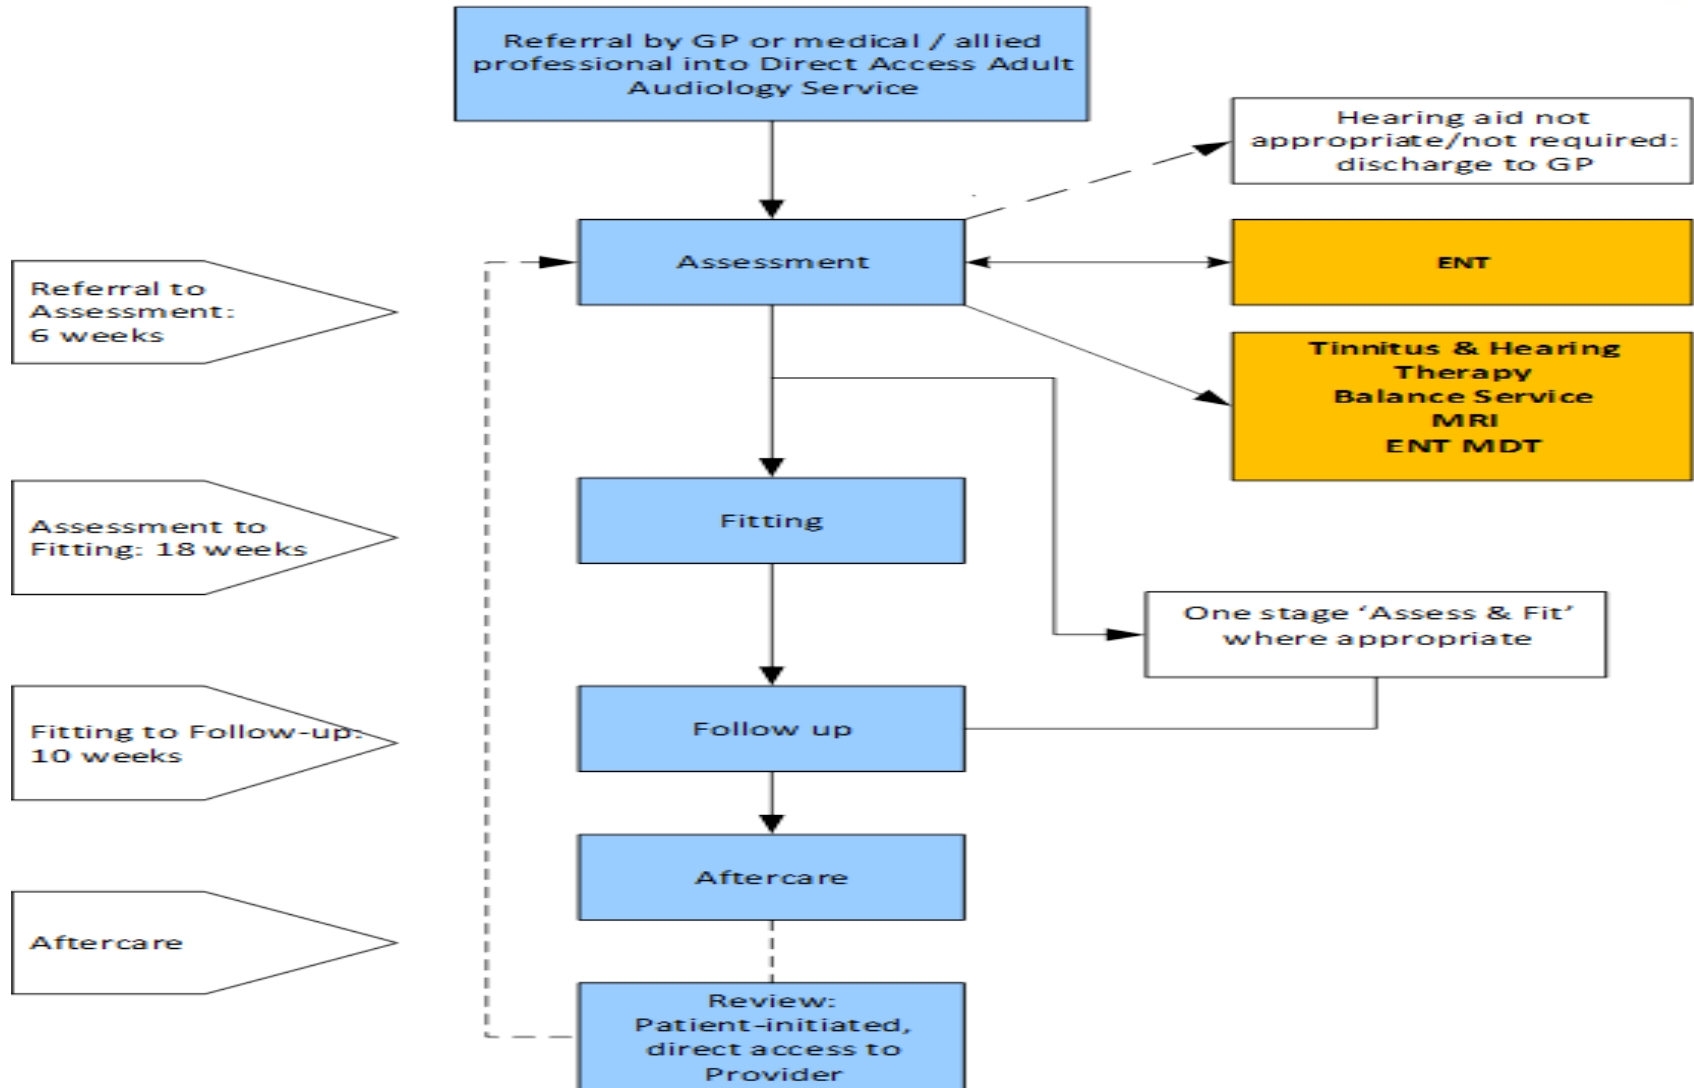 Referral by GP or medical / allied
professional into Direct Access Adult
Audiology Service
Hearing aid not
appropriate/not required:
discharge to GP
Assessment
ENT
Referral to
Assessment:
6 weeks
Tinnitus & Hearing
Therapy
Balance Service
MRI
ENT MDT
Assessment to
Fitting: 18 weeks
Fitting
One stage ‘Assess & Fit’
where appropriate
Fitting to Follow-up:
10 weeks
Follow up
Aftercare
Aftercare
Review:
Patient-initiated,
direct access to
Provider